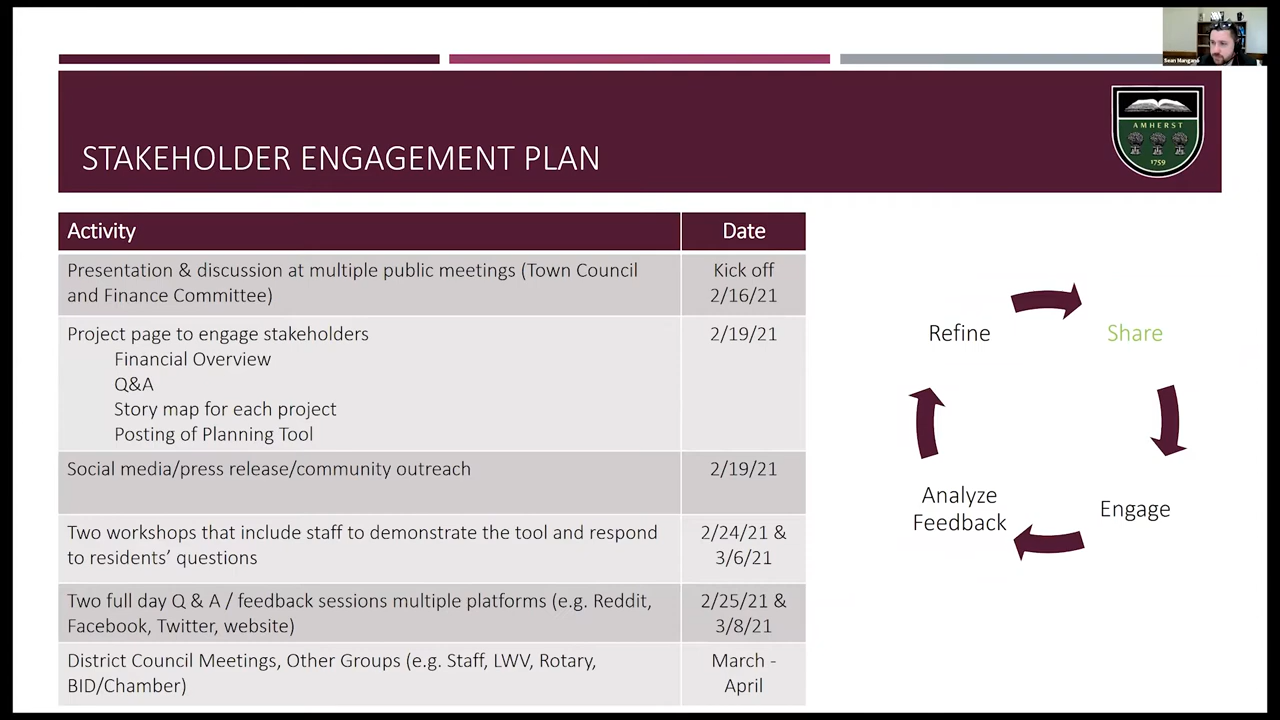 Sean Mangano
AMHERST
1759
STAKEHOLDER ENGAGEMENT PLAN
Activity
Date
Presentation & discussion at multiple public meetings (Town Council
and Finance Committee)
Kick off
2/16/21
Project page to engage stakeholders
Financial Overview
Q&A
Story map for each project
Posting of Planning Tool
2/19/21
Social media/press release/community outreach
2/19/21
Two workshops that include staff to demonstrate the tool and respond
to residents’ questions
2/24/21 &
3/6/21
Two full day Q & A / feedback sessions multiple platforms (e.g. Reddit,
Facebook, Twitter, website)
2/25/21 &
3/8/21
District Council Meetings, Other Groups (e.g. Staff, LWV, Rotary,
BID/Chamber)
March -
April
Refine
Share
Engage
Analyze
Feedback